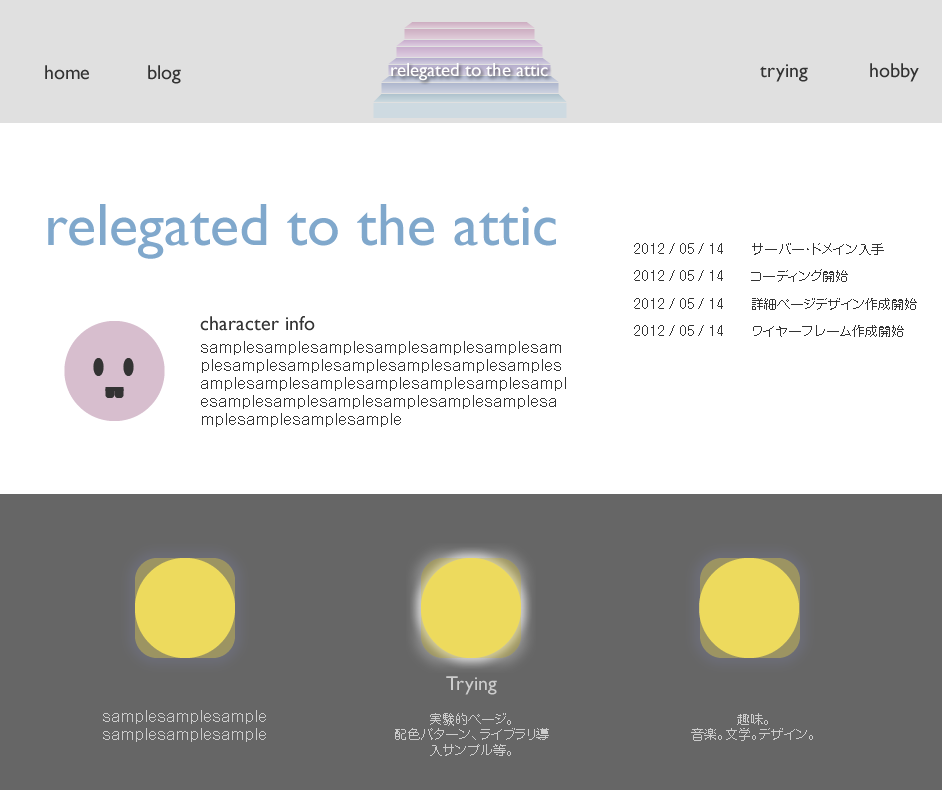 home
blog
relegated to the attic
trying
hobby
relegated to the attic
2012 / 05 / 14 サーバー・ドメイン入手
2012 / 05 / 14 コーディング開始
2012 / 05 / 14 詳細ページデザイン作成開始
2012 / 05 / 14 ワイヤーフレーム作成開始
character info
samplesamplesamplesamplesamplesamplesam
plesamplesamplesamplesamplesamplesamples
amplesamplesamplesamplesamplesamplesampl
esamplesamplesamplesamplesamplesamplesa
mplesamplesamplesample
samplesamplesample
samplesamplesample
Trying
実験的ページ。
配色パターン、ライブラリ導
入サンプル等。
趣味。
音楽。文学。デザイン。